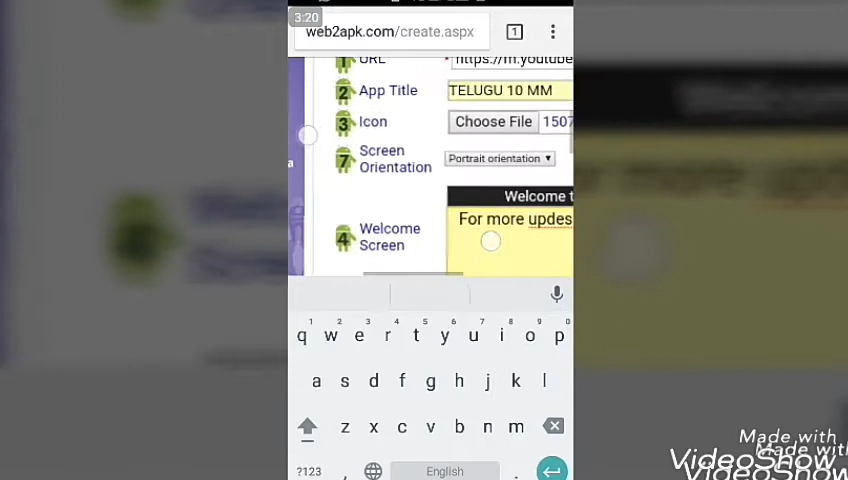 3:20
web2apk.com/create.aspx
1
1 URL * https://m.youtube
2 App Title TELUGU 10 MM
3 Icon Choose File 1507
7 Screen Orientation Portrait orientation
Welcome t
4 Welcome Screen For more updes
a
1 2 3 4 5 6 7 8 9 0
q w e r t y u i o p
a s d f g h j k l
z x c v b n m
?123 , English .
Made with
VideoShow